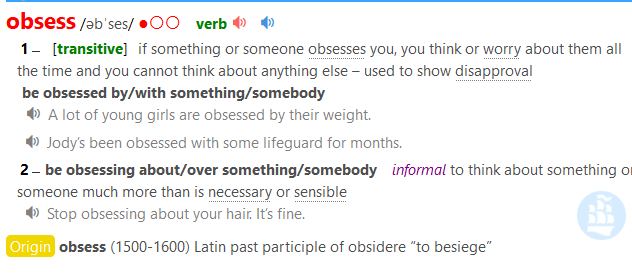 obsess /əbˈses/ ●○○ verb
1 – [transitive] if something or someone obsesses you, you think or worry about them all
the time and you cannot think about anything else – used to show disapproval
be obsessed by/with something/somebody
A lot of young girls are obsessed by their weight.
Jody’s been obsessed with some lifeguard for months.
2 – be obsessing about/over something/somebody informal to think about something or
someone much more than is necessary or sensible
Stop obsessing about your hair. It’s fine.
Origin obsess (1500-1600) Latin past participle of obsidere “to besiege”